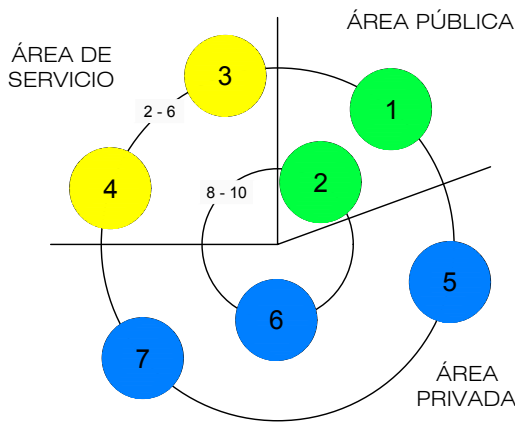 ÁREA PÚBLICA
ÁREA DE
SERVICIO
3
1
2 - 6
4
2
8 - 10
5
6
7
ÁREA
PRIVADA